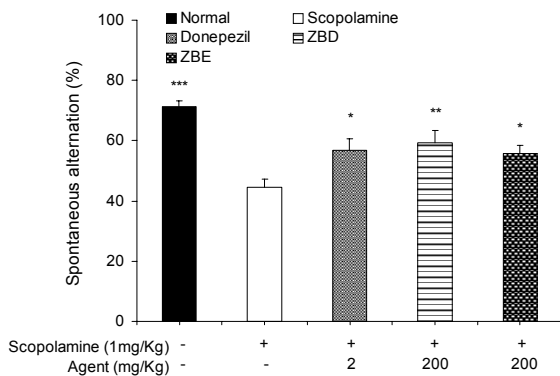 Normal Scopolamine
Donepezil ZBD
ZBE
Spontaneous alternation (%)
100
80
60
40
20
0
*** * ** *
Scopolamine (1mg/Kg) - + + + +
Agent (mg/Kg) - - 2 200 200